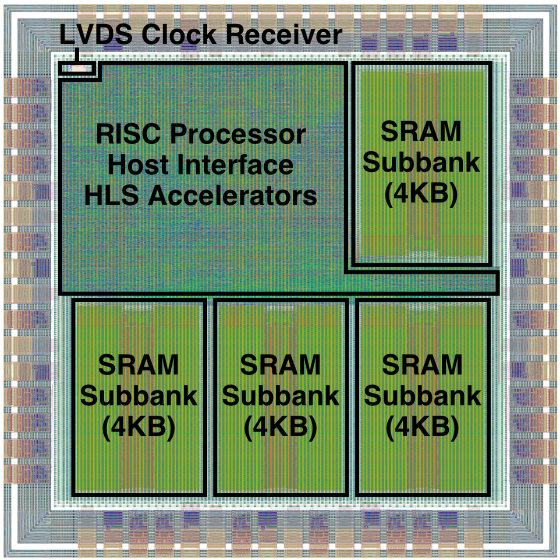 LVDS Clock Receiver
RISC Processor
Host Interface
HLS Accelerators
SRAM
Subbank
(4KB)
SRAM
Subbank
(4KB)
SRAM
Subbank
(4KB)
SRAM
Subbank
(4KB)